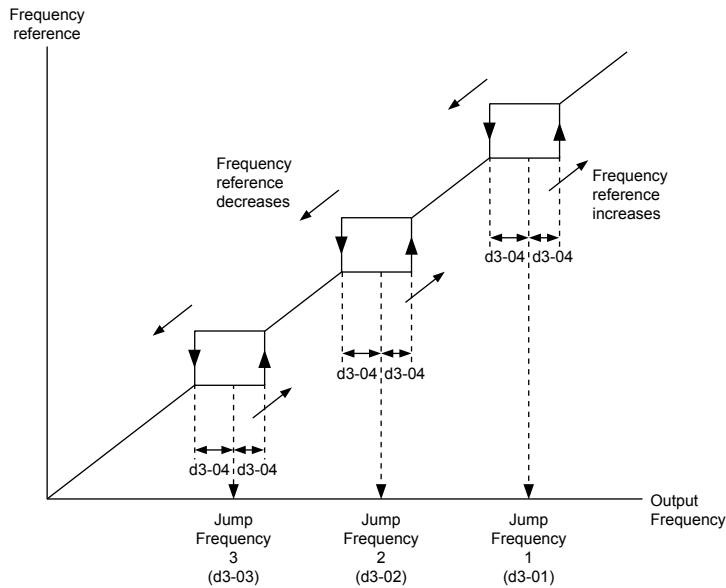 Frequency
reference
Frequency
reference
decreases
Frequency
reference
increases
d3-04
d3-04
d3-04
d3-04
d3-04
d3-04
Output
Frequency
Jump
Frequency
3
(d3-03)
Jump
Frequency
2
(d3-02)
Jump
Frequency
1
(d3-01)